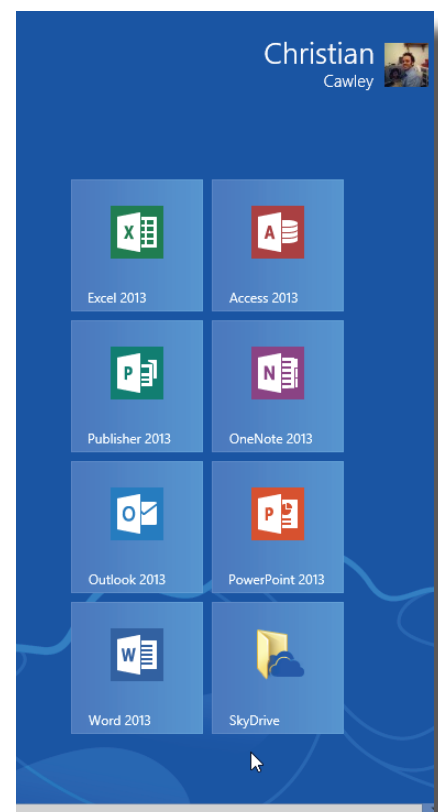 Christian
Cawley
Excel 2013
Access 2013
Publisher 2013
OneNote 2013
Outlook 2013
PowerPoint 2013
Word 2013
SkyDrive